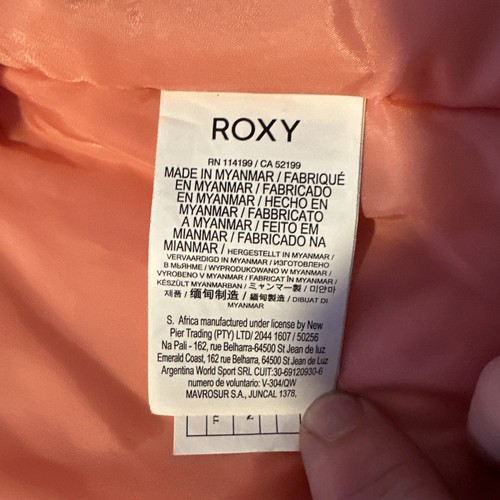 ROXY
RN 114199 / CA 52199
MADE IN MYANMAR / FABRIQUÉ
EN MYANMAR / FABRICADO
EN MYANMAR / HECHO EN
MYANMAR / FABBRICATO
A MYANMAR / FEITO EM
MIANMAR / FABRICADO NA
MIANMAR / HERGESTELLT IN MYANMAR /
VERVAARDIGD IN MYANMAR / ИЗГОТОВЛЕНО
В МЬЯНМЕ / WYPRODUKOWANO W MYANMAR /
VYROBENO V MYANMAR / FABRICAT ÎN MYANMAR /
KÉSZÜLT MYANMARBAN / ミャンマー製 / 미얀마
제품 / 缅甸制造 / 緬甸製造 / DIBUAT DI
MYANMAR
S. Africa manufactured under license by New
Pier Trading (PTY) LTD/ 2044 1607 / 50256
Na Pali - 162, rue Belharra-64500 St Jean de luz
Emerald Coast, 162 rue Belharra, 64500 St Jean de Luz
Argentina World Sport SRL CUIT:30-69120930-6
numero de voluntario: V-304/QW
MAVROSUR S.A., JUNCAL 1378,